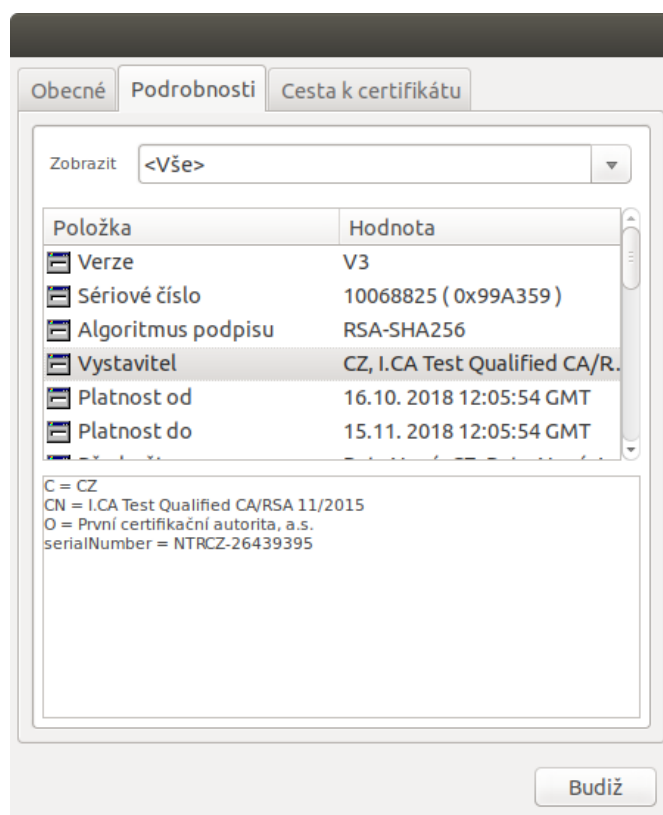 Obecné Podrobnosti Cesta k certifikátu
Zobrazit <Vše>
Položka Hodnota
Verze V3
Sériové číslo 10068825 ( 0x99A359 )
Algoritmus podpisu RSA-SHA256
Vystavitel CZ, I.CA Test Qualified CA/R..
Platnost od 16.10. 2018 12:05:54 GMT
Platnost do 15.11. 2018 12:05:54 GMT
C = CZ
CN = I.CA Test Qualified CA/RSA 11/2015
O = První certifikační autorita, a.s.
serialNumber = NTRCZ-26439395
Budiž